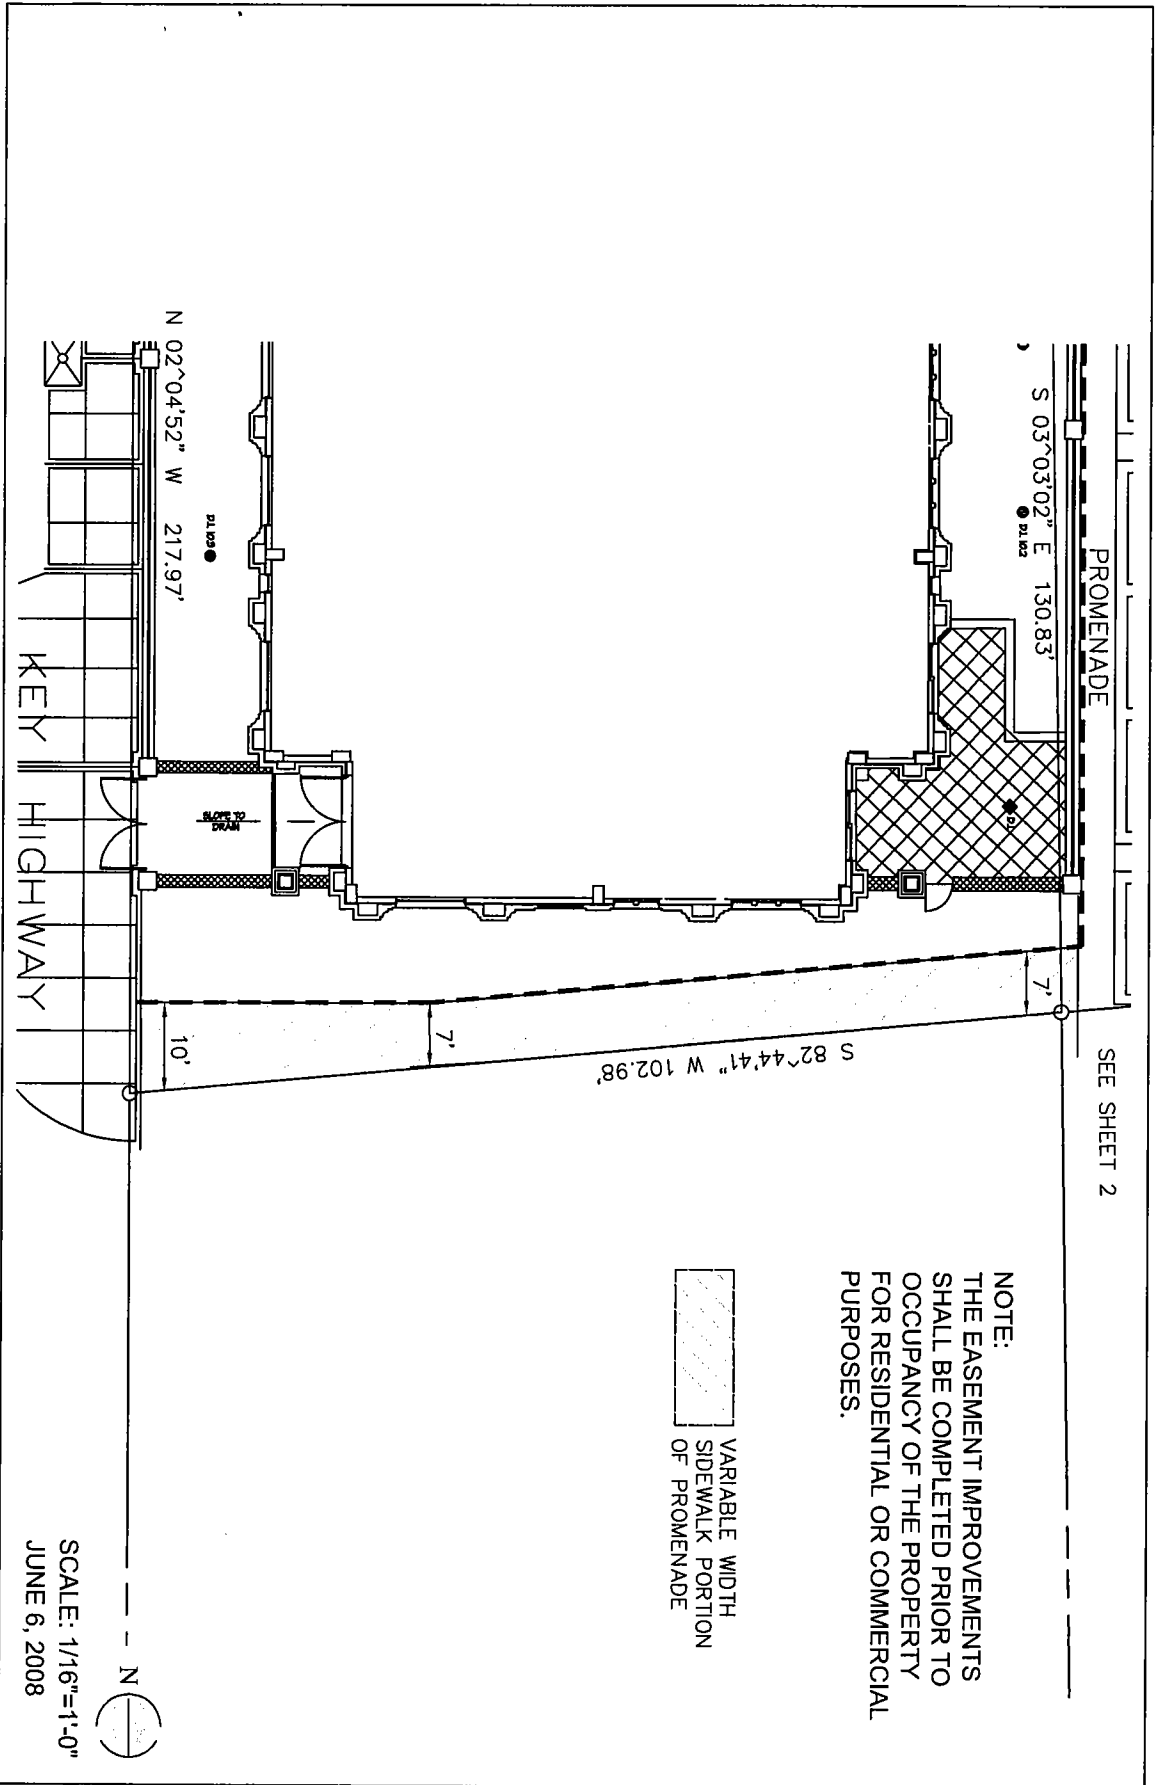 PROMENADE
SEE SHEET 2
S 03^03'02" E 130.83'
D.I. 102
D.I.
7'
NOTE:
THE EASEMENT IMPROVEMENTS
SHALL BE COMPLETED PRIOR TO
OCCUPANCY OF THE PROPERTY
FOR RESIDENTIAL OR COMMERCIAL
PURPOSES.
S 82^44'41" W 102.98'
VARIABLE WIDTH
SIDEWALK PORTION
OF PROMENADE
7'
D.I. 103
SLOPE TO
DRAIN
N 02^04'52" W 217.97'
10'
KEY HIGHWAY
N
SCALE: 1/16"=1'-0"
JUNE 6, 2008